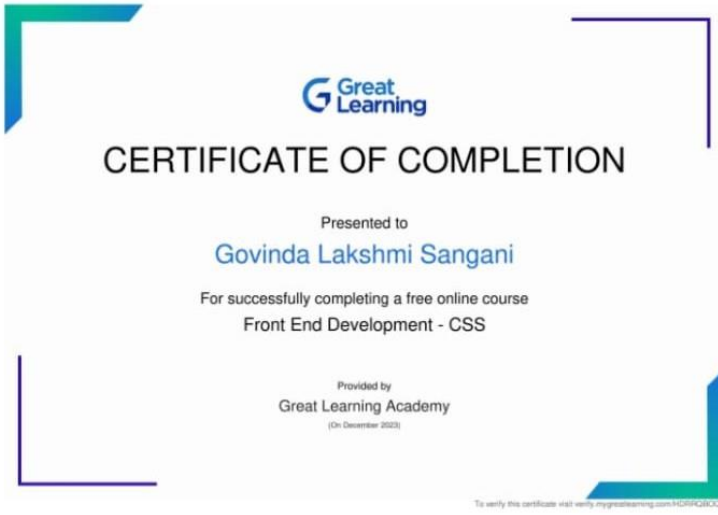 Great
Learning
CERTIFICATE OF COMPLETION
Presented to
Govinda Lakshmi Sangani
For successfully completing a free online course
Front End Development - CSS
Provided by
Great Learning Academy
(On December 2023)
To verify this certificate visit verify.mygreatlearning.com/